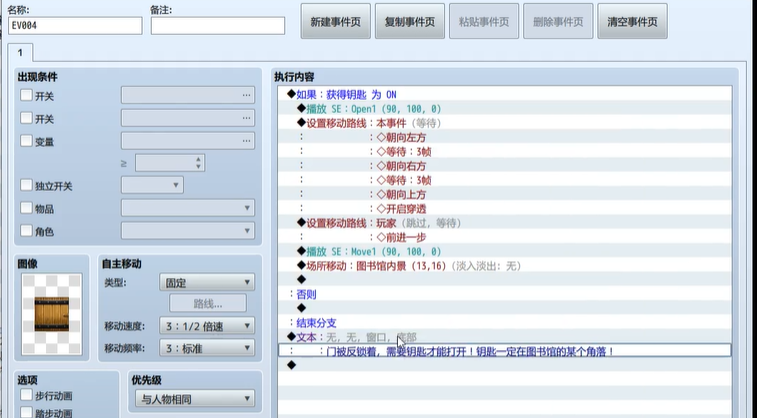 名称:
备注:
EV004
新建事件页
复制事件页
粘贴事件页
删除事件页
清空事件页
1
出现条件
开关
...
开关
...
变量
...
≥
独立开关
物品
角色
图像
自主移动
类型:
固定
路线...
移动速度:
3：1/2 倍速
移动频率:
3：标准
选项
步行动画
踏步动画
优先级
与人物相同
执行内容
◆如果：获得钥匙 为 ON
◆播放 SE：Open1 (90, 100, 0)
◆设置移动路线：本事件 (等待)
：　　　　　：◇朝向左方
：　　　　　：◇等待：3帧
：　　　　　：◇朝向右方
：　　　　　：◇等待：3帧
：　　　　　：◇朝向上方
：　　　　　：◇开启穿透
◆设置移动路线：玩家 (跳过, 等待)
：　　　　　：◇前进一步
◆播放 SE：Move1 (90, 100, 0)
◆场所移动：图书馆内景 (13,16) (淡入淡出: 无)
◆
：否则
◆
：结束分支
◆文本：无, 无, 窗口, 底部
：　：门被反锁着，需要钥匙才能打开！钥匙一定在图书馆的某个角落！
◆